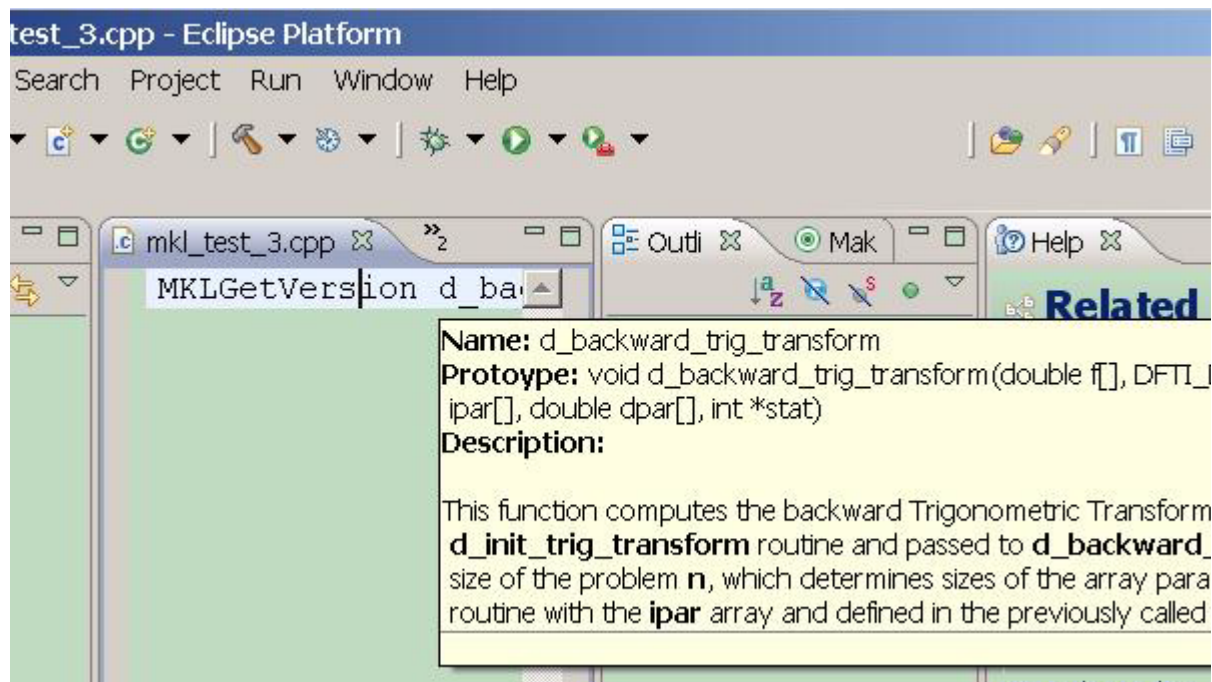 test_3.cpp - Eclipse Platform
Search Project Run Window Help
mkl_test_3.cpp
»2
Outli
Mak
Help
MKLGetVersion d_ba
Related
Name: d_backward_trig_transform
Protoype: void d_backward_trig_transform(double f[], DFTI_
ipar[], double dpar[], int *stat)
Description:
This function computes the backward Trigonometric Transform
d_init_trig_transform routine and passed to d_backward_
size of the problem n, which determines sizes of the array para
routine with the ipar array and defined in the previously called